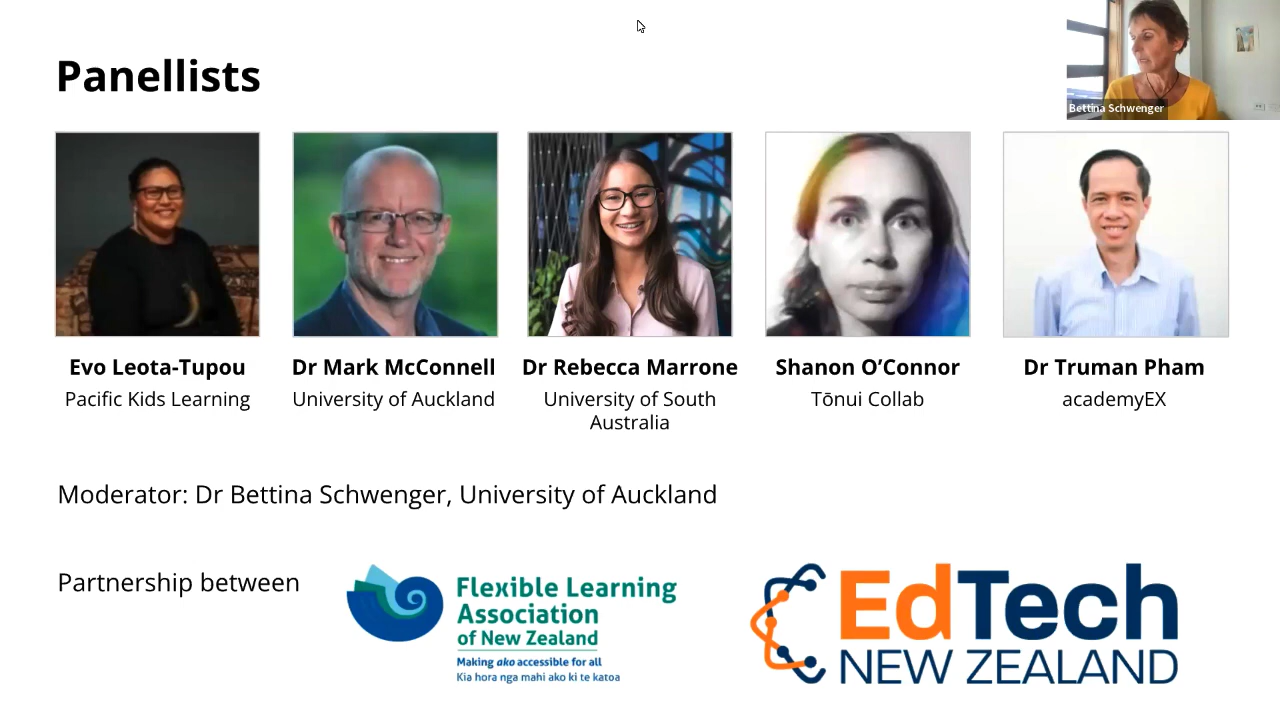 Panellists
Bettina Schwenger
Evo Leota-Tupou
Pacific Kids Learning
Dr Mark McConnell
University of Auckland
Dr Rebecca Marrone
University of South
Australia
Shanon O’Connor
Tōnui Collab
Dr Truman Pham
academyEX
Moderator: Dr Bettina Schwenger, University of Auckland
Partnership between
Flexible Learning
Association
of New Zealand
Making ako accessible for all
Kia hora nga mahi ako ki te katoa
EdTech
NEW ZEALAND